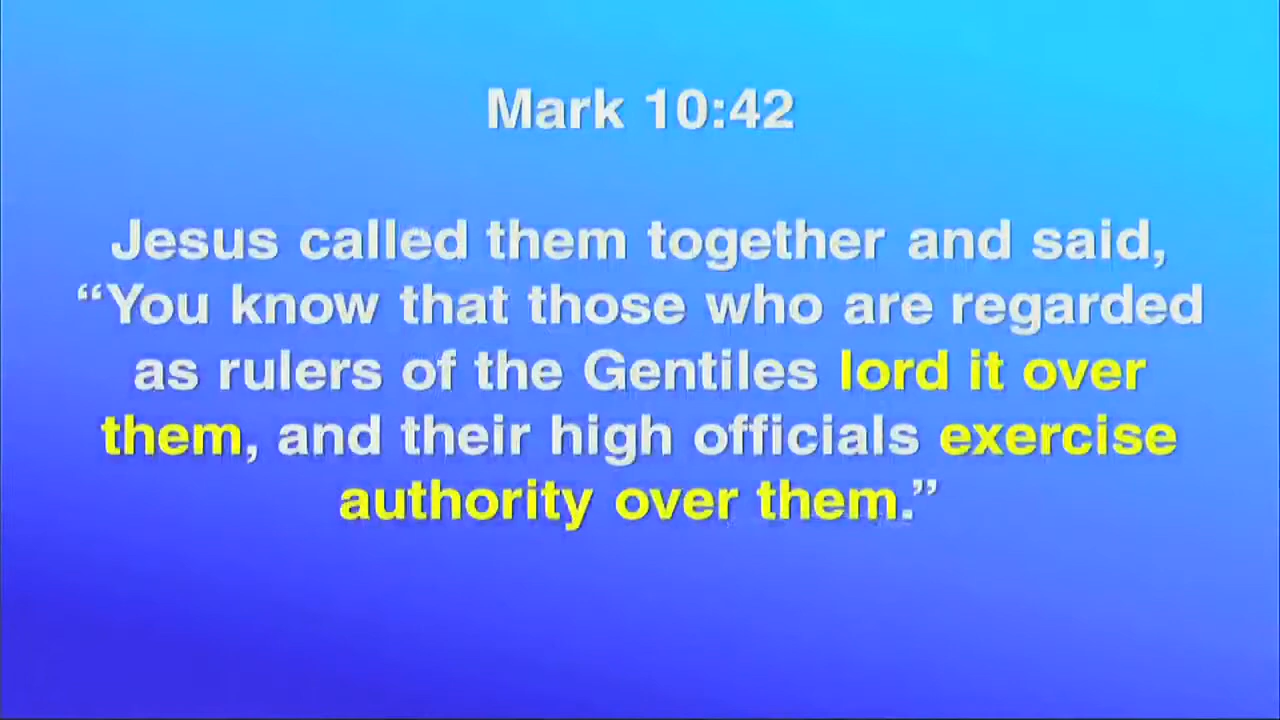 Mark 10:42
Jesus called them together and said,
“You know that those who are regarded
as rulers of the Gentiles lord it over
them, and their high officials exercise
authority over them.”